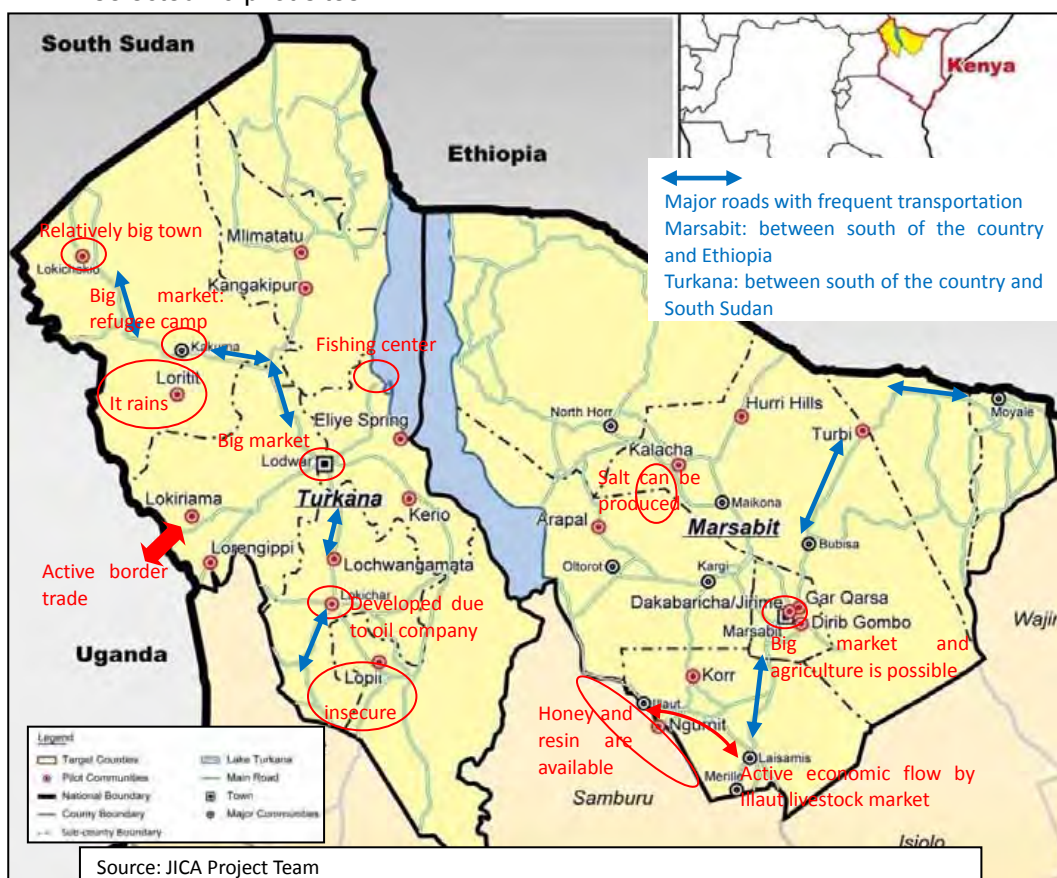 South Sudan
Ethiopia
Kenya
Major roads with frequent transportation
Marsabit: between south of the country
and Ethiopia
Turkana: between south of the country and
South Sudan
Relatively big town
Lokichokio
Mlimatatu
Kangakipur
Big market:
refugee camp
Kakuma
Fishing center
Loritit
It rains
Eliye Spring
Big market
Lodwar
Turkana
Kerio
Lokiriama
Lorengippi
Active border
trade
Lochwangamata
Lokichar
Developed due
to oil company
Uganda
Lopii
insecure
North Horr
Hurri Hills
Moyale
Turbi
Kalacha
Salt can be
produced
Maikona
Arapal
Marsabit
Bubisa
Oltorot
Kargi
Dakabaricha/Jirime
Gar Qarsa
Marsabit
Dirib Gombo
Wajir
Big market and
agriculture is possible
Korr
Honey and
resin are
available
Illaut
Ngurnit
Laisamis
Merille
Active economic flow by
Illaut livestock market
Samburu
Isiolo
Legend
Target Counties
Pilot Communities
National Boundary
County Boundary
Sub-county Boundary
Lake Turkana
Main Road
Town
Major Communities
Source: JICA Project Team